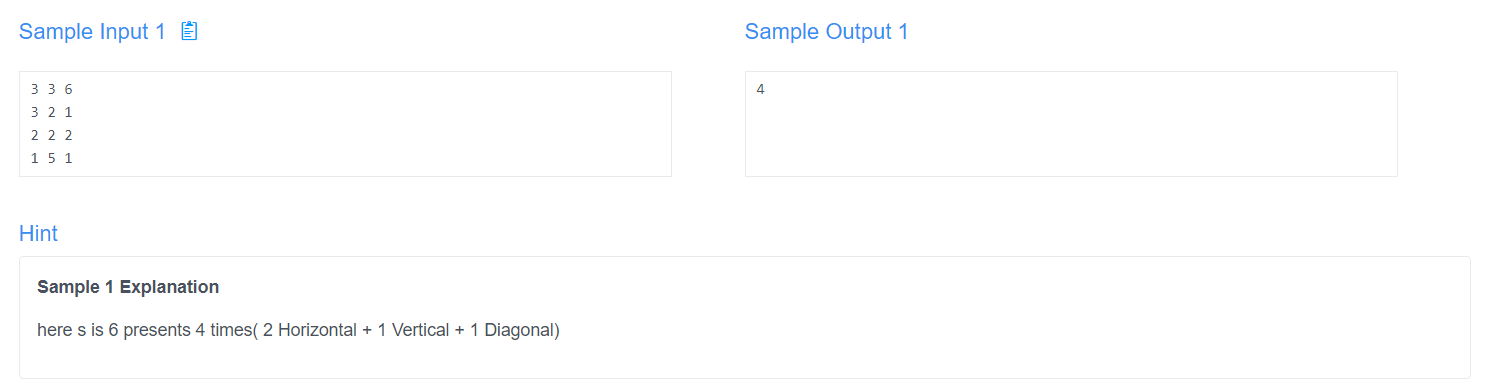 Sample Input 1
Sample Output 1
3 3 6
3 2 1
2 2 2
1 5 1
4
Hint
Sample 1 Explanation
here s is 6 presents 4 times( 2 Horizontal + 1 Vertical + 1 Diagonal)